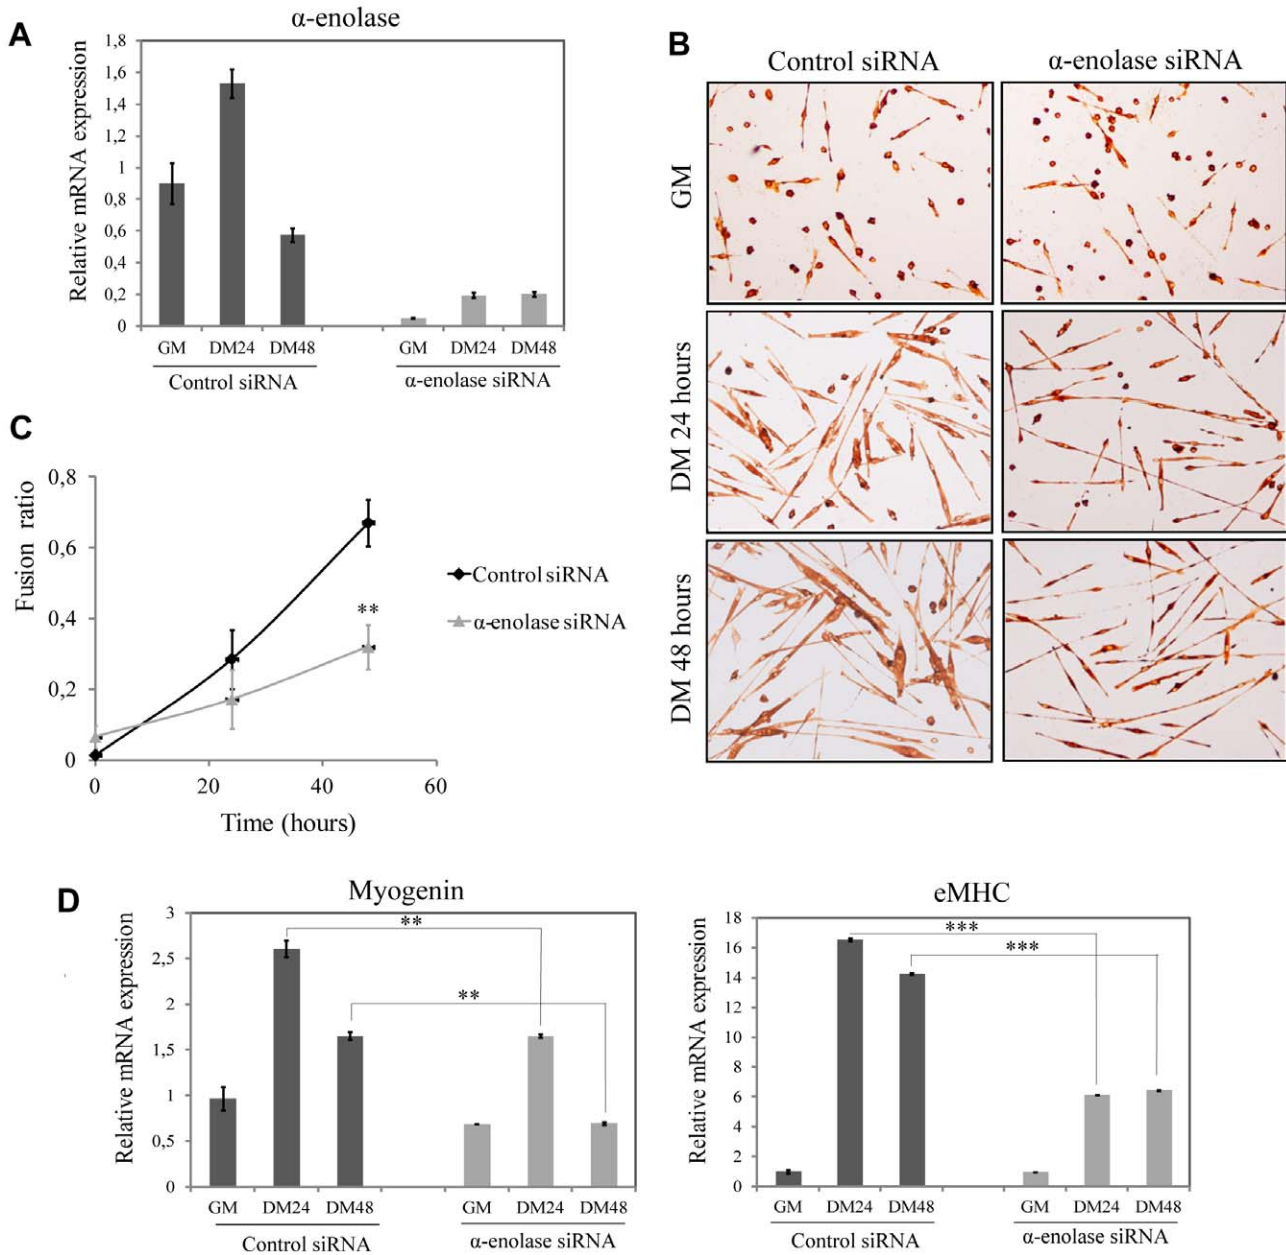 A
α-enolase
Relative mRNA expression
1,8
1,6
1,4
1,2
1
0,8
0,6
0,4
0,2
0
GM DM24 DM48 GM DM24 DM48
Control siRNA α-enolase siRNA
B
Control siRNA α-enolase siRNA
GM
DM 24 hours
DM 48 hours
C
Fusion ratio
0,8
0,6
0,4
0,2
0
**
0 20 40 60
Time (hours)
Control siRNA
α-enolase siRNA
D
Myogenin
Relative mRNA expression
3
2,5
2
1,5
1
0,5
0
**
**
GM DM24 DM48 GM DM24 DM48
Control siRNA α-enolase siRNA
eMHC
Relative mRNA expression
18
16
14
12
10
8
6
4
2
0
***
***
GM DM24 DM48 GM DM24 DM48
Control siRNA α-enolase siRNA